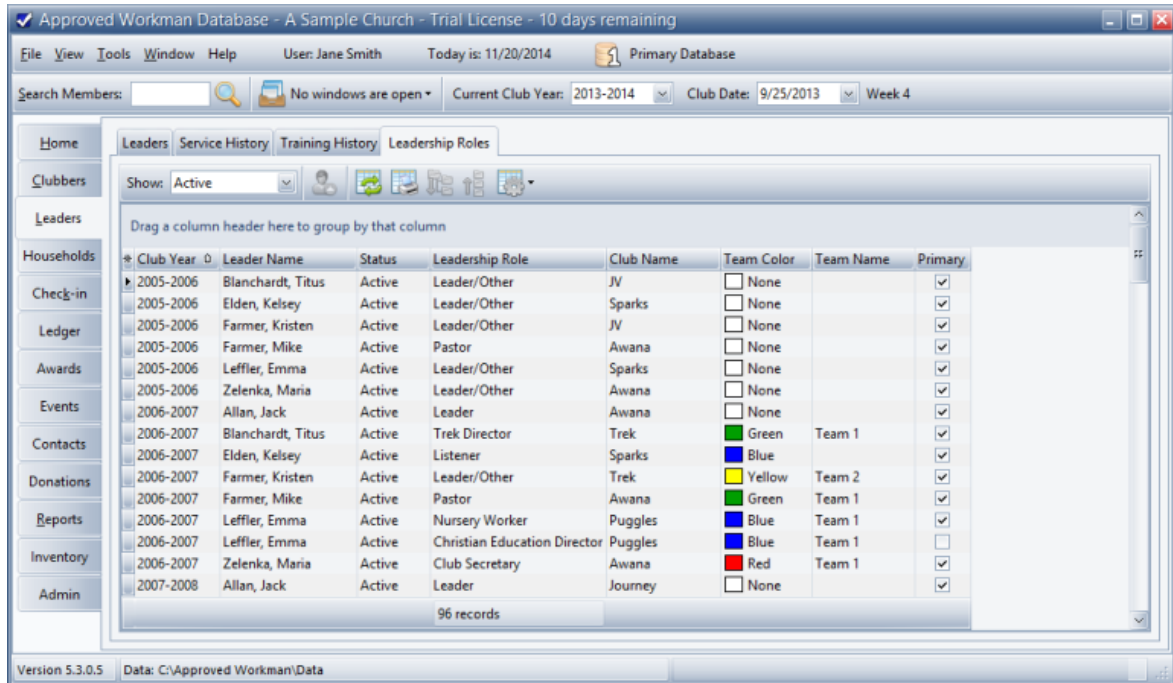 Approved Workman Database - A Sample Church - Trial License - 10 days remaining
File View Tools Window Help User: Jane Smith Today is: 11/20/2014 Primary Database
Search Members: No windows are open Current Club Year: 2013-2014 Club Date: 9/25/2013 Week 4
Home
Clubbers
Leaders
Households
Check-in
Ledger
Awards
Events
Contacts
Donations
Reports
Inventory
Admin
Leaders Service History Training History Leadership Roles
Show: Active
Drag a column header here to group by that column
Club Year Leader Name Status Leadership Role Club Name Team Color Team Name Primary
2005-2006 Blanchardt, Titus Active Leader/Other JV None
2005-2006 Elden, Kelsey Active Leader/Other Sparks None
2005-2006 Farmer, Kristen Active Leader/Other JV None
2005-2006 Farmer, Mike Active Pastor Awana None
2005-2006 Leffler, Emma Active Leader/Other Sparks None
2005-2006 Zelenka, Maria Active Leader/Other Awana None
2006-2007 Allan, Jack Active Leader Awana None
2006-2007 Blanchardt, Titus Active Trek Director Trek Green Team 1
2006-2007 Elden, Kelsey Active Listener Sparks Blue
2006-2007 Farmer, Kristen Active Leader/Other Trek Yellow Team 2
2006-2007 Farmer, Mike Active Pastor Awana Green Team 1
2006-2007 Leffler, Emma Active Nursery Worker Puggles Blue Team 1
2006-2007 Leffler, Emma Active Christian Education Director Puggles Blue Team 1
2006-2007 Zelenka, Maria Active Club Secretary Awana Red Team 1
2007-2008 Allan, Jack Active Leader Journey None
96 records
Version 5.3.0.5 Data: C:\Approved Workman\Data